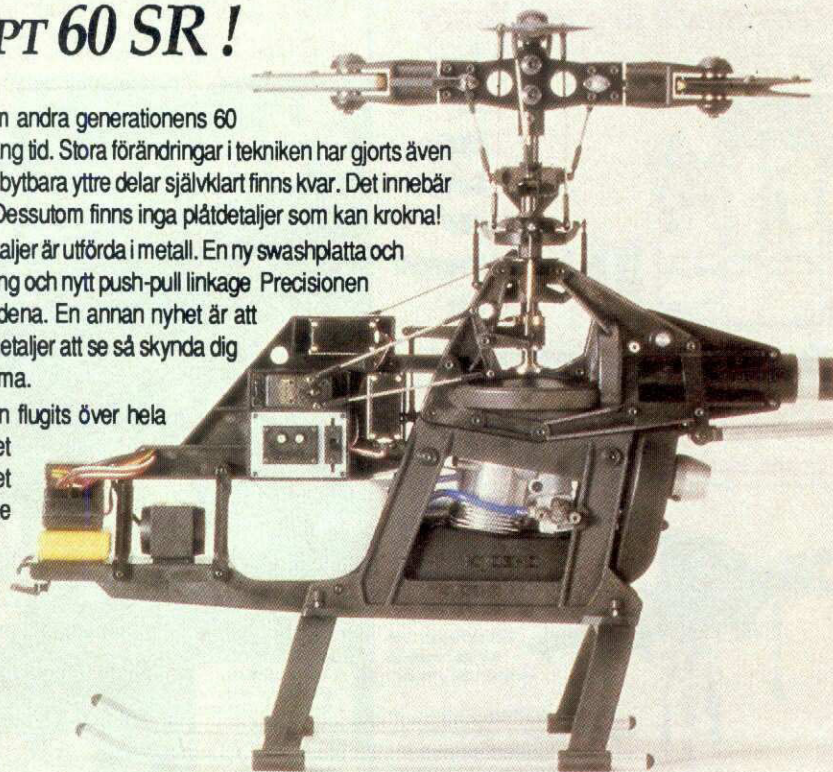 PT 60 SR !
n andra generationens 60
ng tid. Stora förändringar i tekniken har gjorts även
bytbara yttre delar självklart finns kvar. Det innebär
Dessutom finns inga plåtdetaljer som kan krokna!
aljer är utförda i metall. En ny swashplatta och
ng och nytt push-pull linkage Precisionen
dena. En annan nyhet är att
etaljer att se så skynda dig
ma.
n flugits över hela
et
et
e